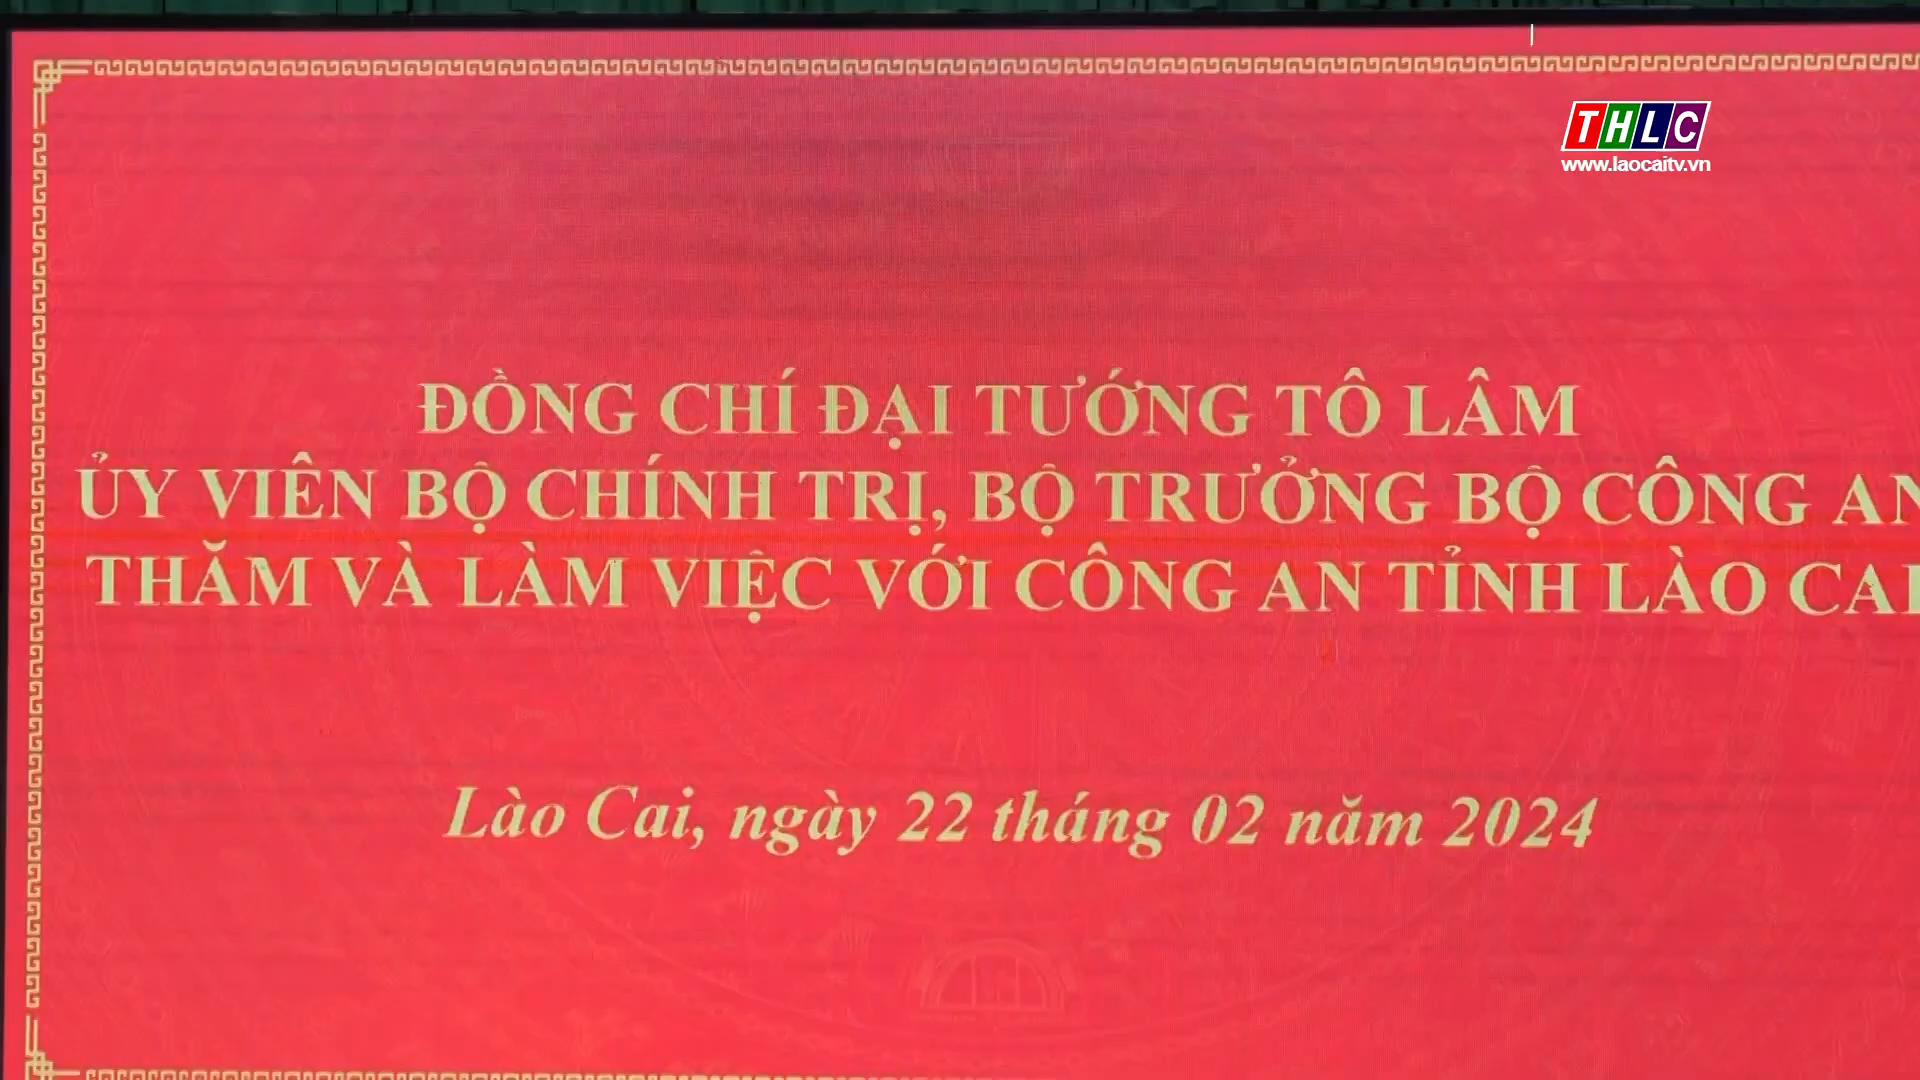 THLC
www.laocaitv.vn
ĐỒNG CHÍ ĐẠI TƯỚNG TÔ LÂM
ỦY VIÊN BỘ CHÍNH TRỊ, BỘ TRƯỞNG BỘ CÔNG AN
THĂM VÀ LÀM VIỆC VỚI CÔNG AN TỈNH LÀO CAI
Lào Cai, ngày 22 tháng 02 năm 2024